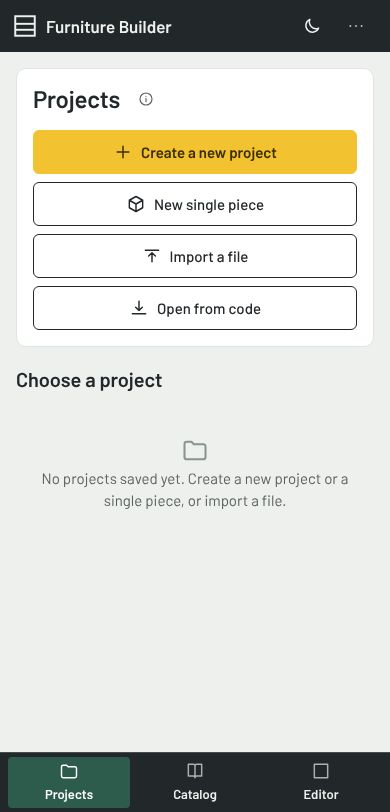 Furniture Builder
Projects
Create a new project
New single piece
Import a file
Open from code
Choose a project
No projects saved yet. Create a new project or a
single piece, or import a file.
Projects
Catalog
Editor